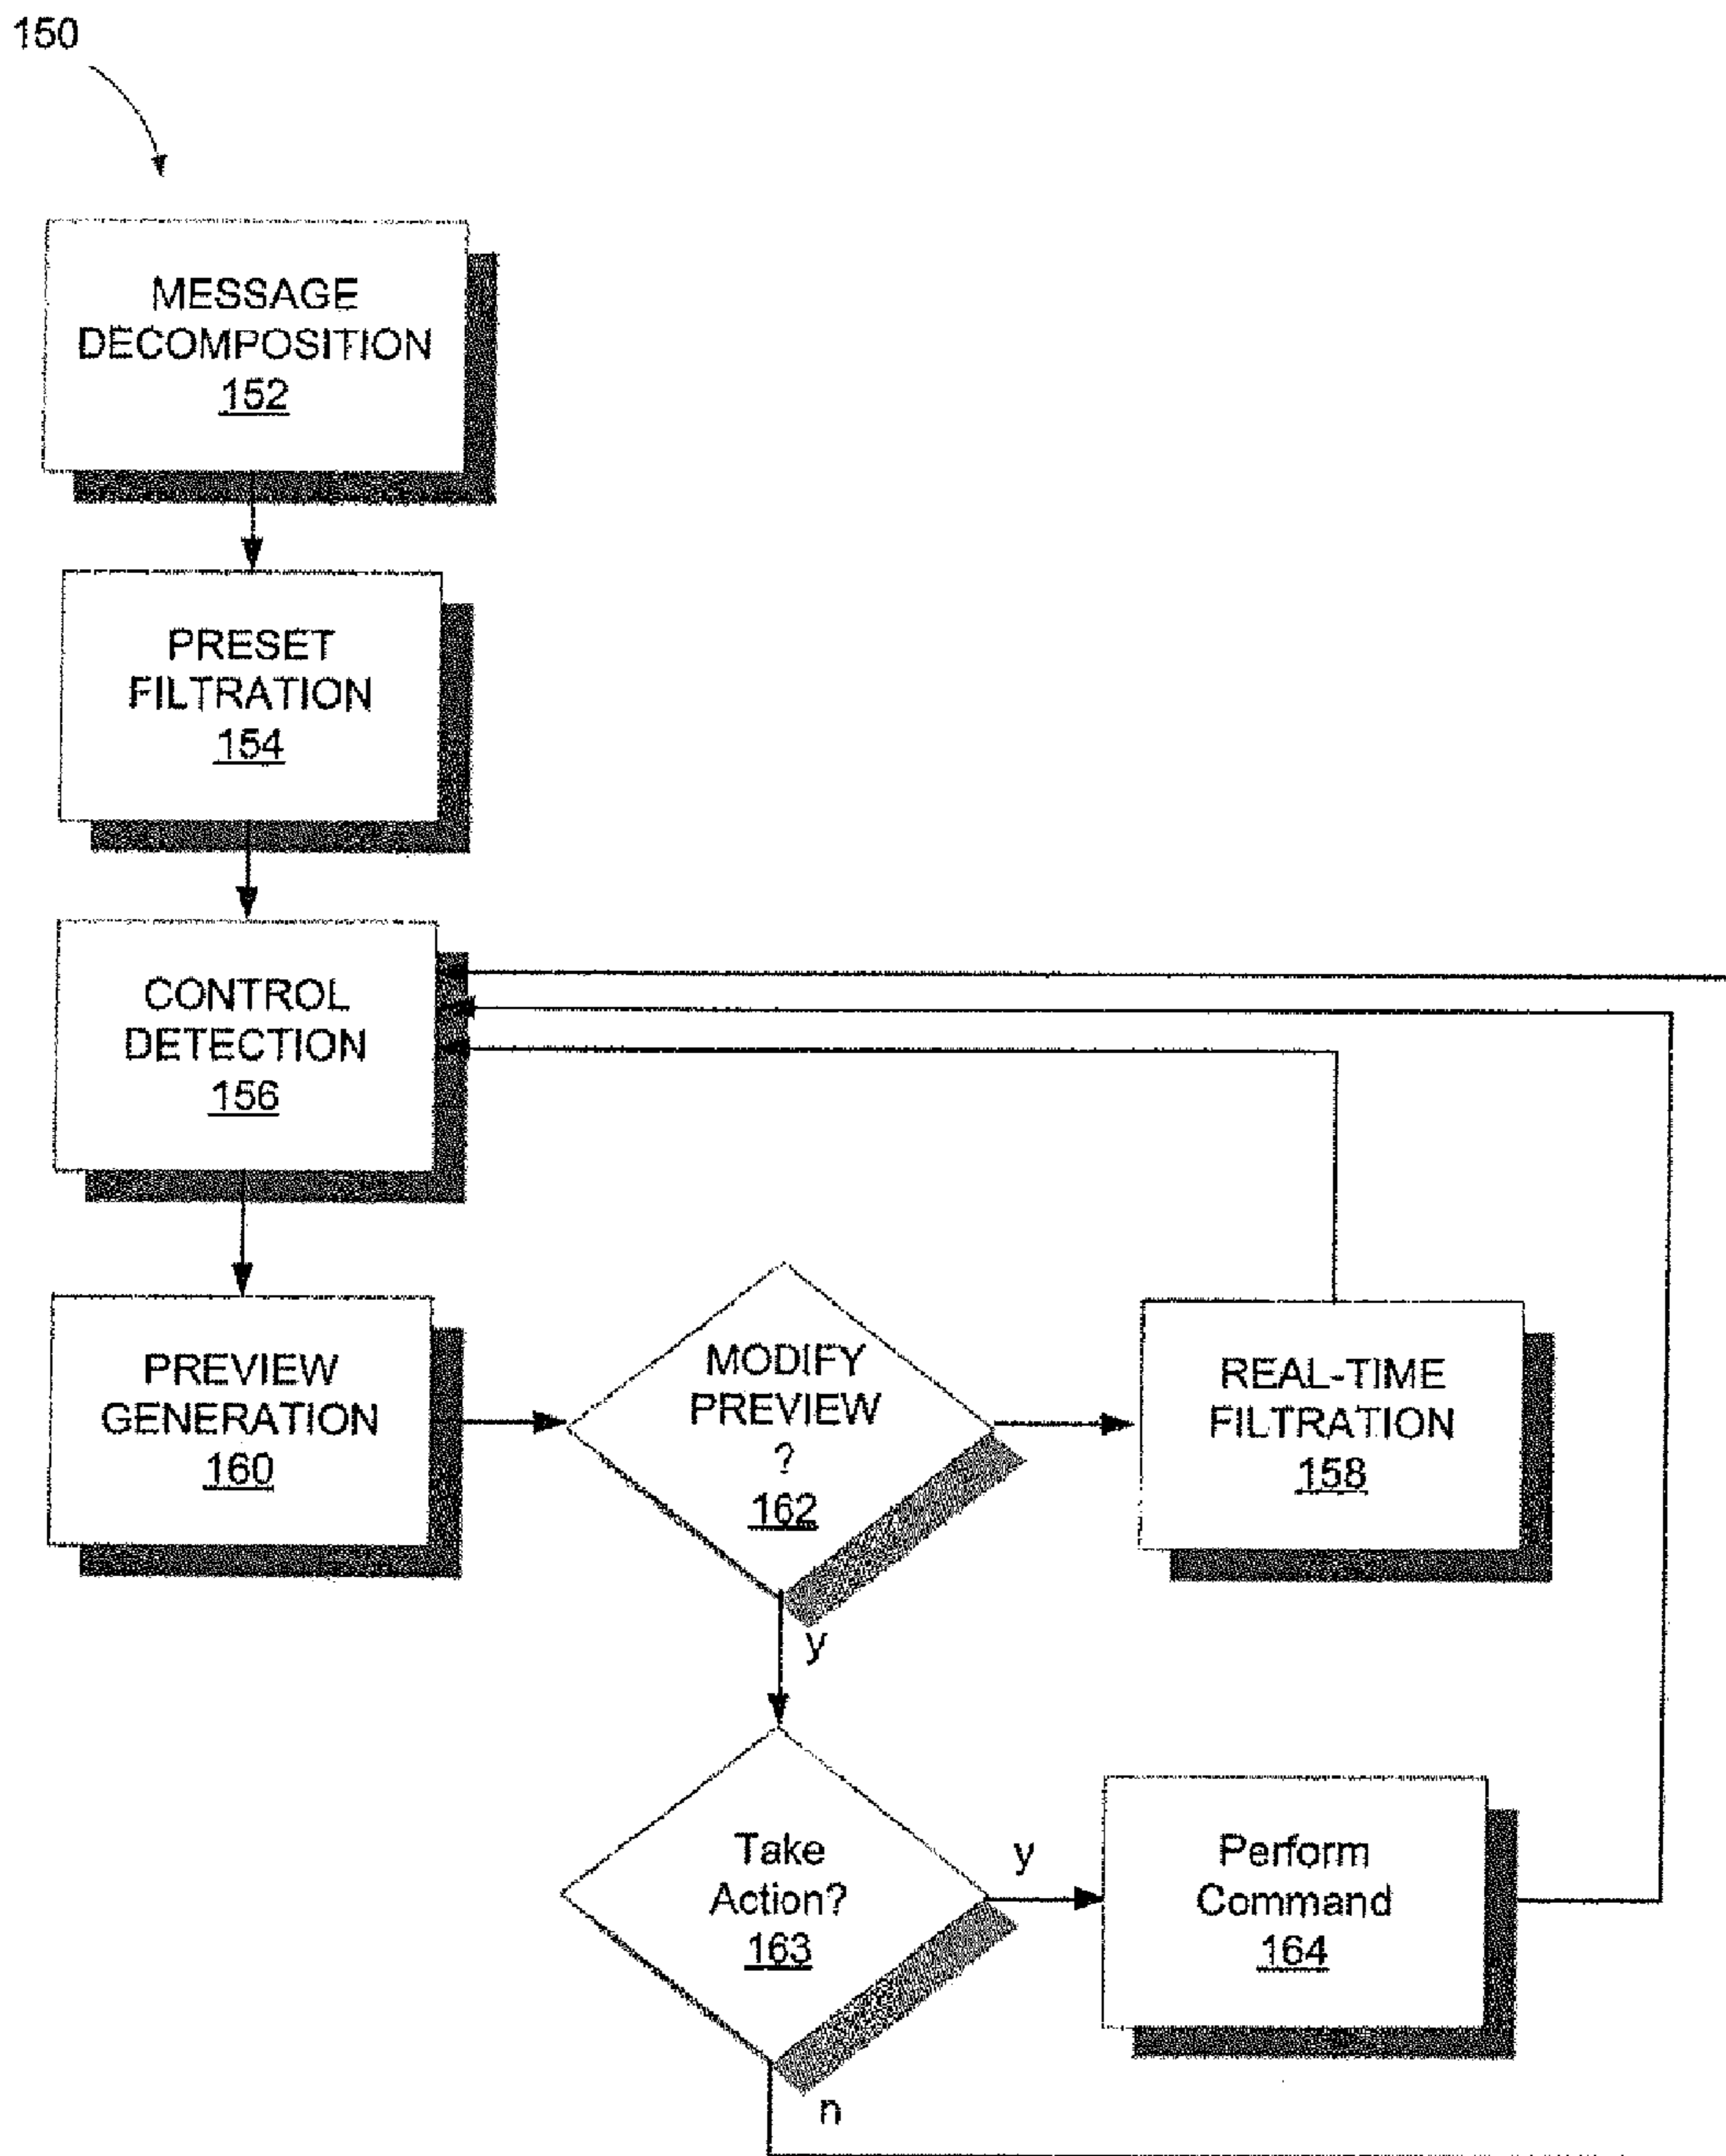 150
MESSAGE
DECOMPOSITION
152
PRESET
FILTRATION
154
CONTROL
DETECTION
156
PREVIEW
GENERATION
160
MODIFY
PREVIEW
?
162
REAL-TIME
FILTRATION
158
y
Take
Action?
163
y
Perform
Command
164
n